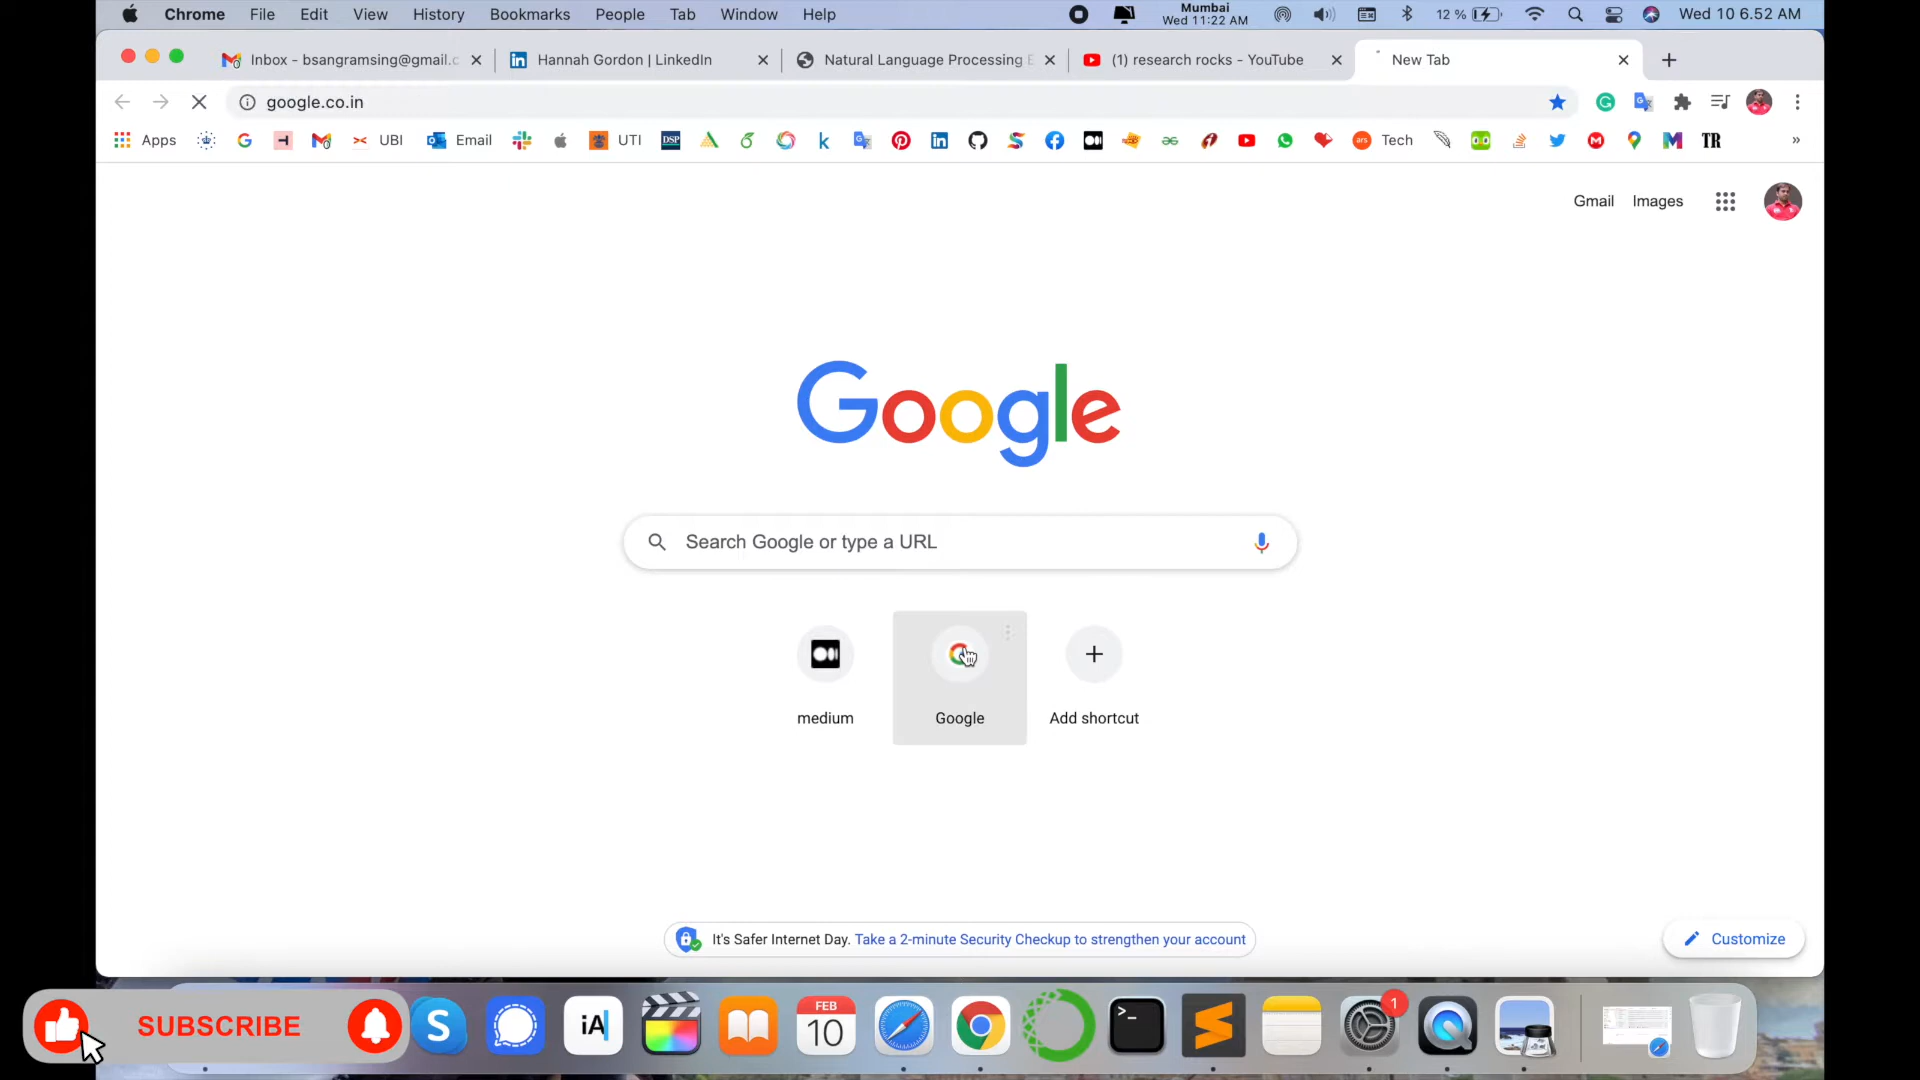 Chrome File Edit View History Bookmarks People Tab Window Help
Mumbai
Wed 11:22 AM
12 %
Wed 10 6.52 AM
Inbox - bsangramsing@gmail.c
Hannah Gordon | LinkedIn
Natural Language Processing E
(1) research rocks - YouTube
New Tab
google.co.in
Apps
UBI
Email
UTI
DSP
k
ars Tech
TR
»
Gmail Images
Google
Search Google or type a URL
medium
Google
Add shortcut
It's Safer Internet Day. Take a 2-minute Security Checkup to strengthen your account
Customize
SUBSCRIBE
S
iA
FEB
10
>_
1